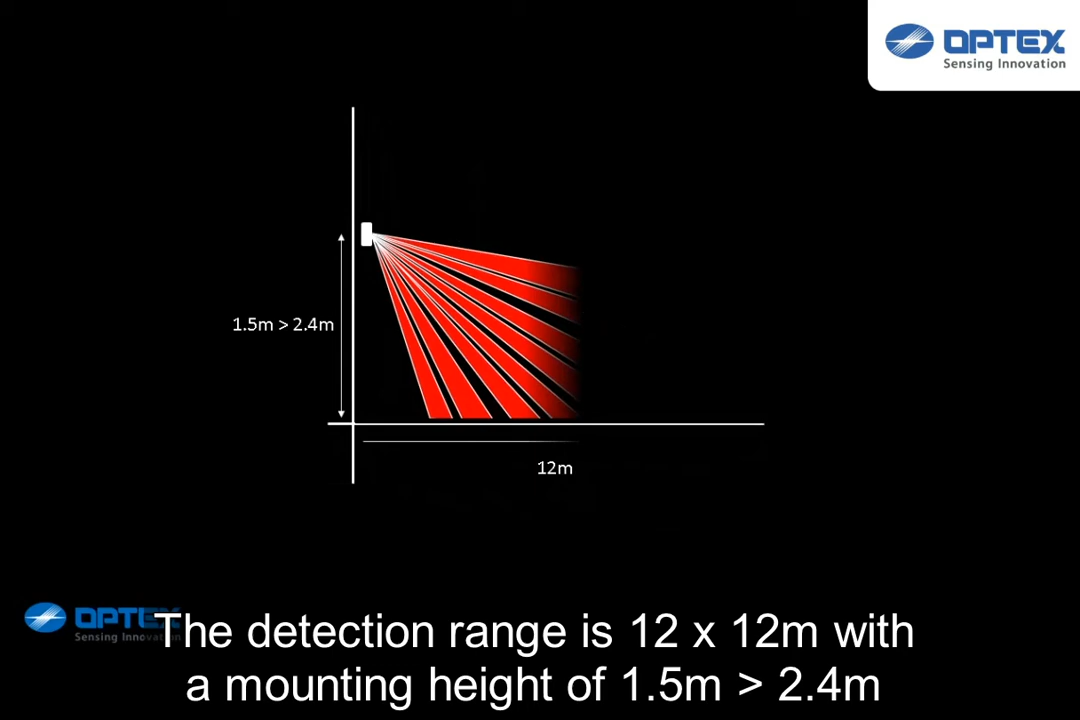 OPTEX
Sensing Innovation
1.5m > 2.4m
12m
OPTEX
Sensing Innovation
The detection range is 12 x 12m with
a mounting height of 1.5m > 2.4m